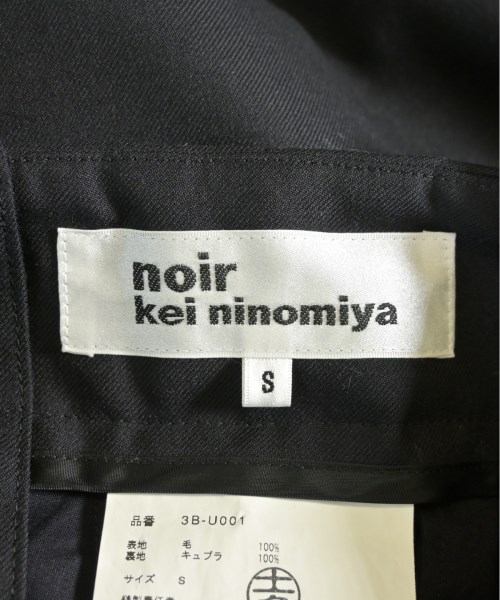 noir
kei ninomiya
S
品番 3B-U001
表地 毛 100%
裏地 キュプラ 100%
サイズ S